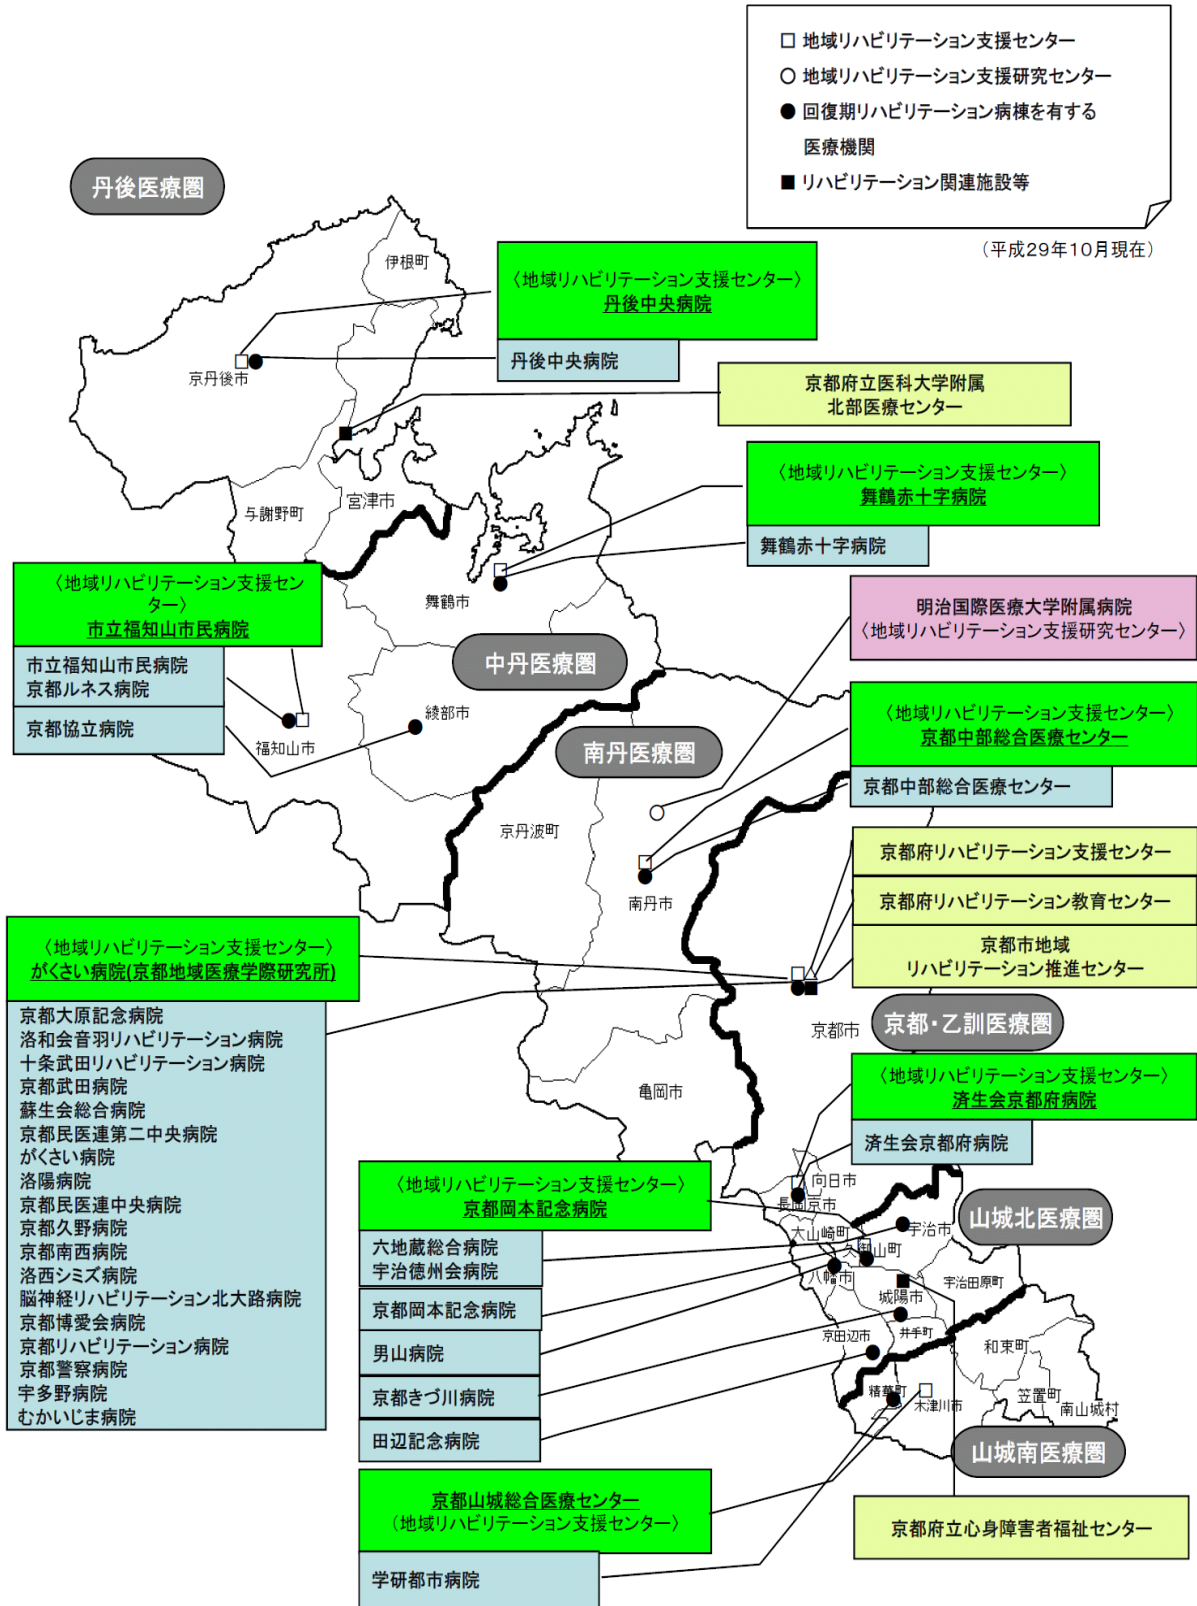 □ 地域リハビリテーション支援センター
○ 地域リハビリテーション支援研究センター
● 回復期リハビリテーション病棟を有する
医療機関
■ リハビリテーション関連施設等
(平成29年10月現在)
丹後医療圏
伊根町
〈地域リハビリテーション支援センター〉
丹後中央病院
丹後中央病院
京丹後市
京都府立医科大学附属
北部医療センター
〈地域リハビリテーション支援センター〉
舞鶴赤十字病院
舞鶴赤十字病院
宮津市
与謝野町
舞鶴市
〈地域リハビリテーション支援セン
ター〉
市立福知山市民病院
市立福知山市民病院
京都ルネス病院
京都協立病院
福知山市
綾部市
中丹医療圏
明治国際医療大学附属病院
〈地域リハビリテーション支援研究センター〉
〈地域リハビリテーション支援センター〉
京都中部総合医療センター
京都中部総合医療センター
南丹医療圏
京丹波町
南丹市
京都府リハビリテーション支援センター
京都府リハビリテーション教育センター
京都市地域
リハビリテーション推進センター
〈地域リハビリテーション支援センター〉
がくさい病院(京都地域医療学際研究所)
京都大原記念病院
洛和会音羽リハビリテーション病院
十条武田リハビリテーション病院
京都武田病院
蘇生会総合病院
京都民医連第二中央病院
がくさい病院
洛陽病院
京都民医連中央病院
京都久野病院
京都南西病院
洛西シミズ病院
脳神経リハビリテーション北大路病院
京都博愛会病院
京都リハビリテーション病院
京都警察病院
宇多野病院
むかいじま病院
京都市
京都・乙訓医療圏
亀岡市
〈地域リハビリテーション支援センター〉
済生会京都府病院
済生会京都府病院
向日市
長岡京市
大山崎町
〈地域リハビリテーション支援センター〉
京都岡本記念病院
六地蔵総合病院
宇治徳州会病院
京都岡本記念病院
男山病院
京都きづ川病院
田辺記念病院
山城北医療圏
宇治市
久御山町
八幡市
宇治田原町
城陽市
井手町
京田辺市
和束町
精華町
木津川市
笠置町
南山城村
山城南医療圏
京都山城総合医療センター
〈地域リハビリテーション支援センター〉
学研都市病院
京都府立心身障害者福祉センター